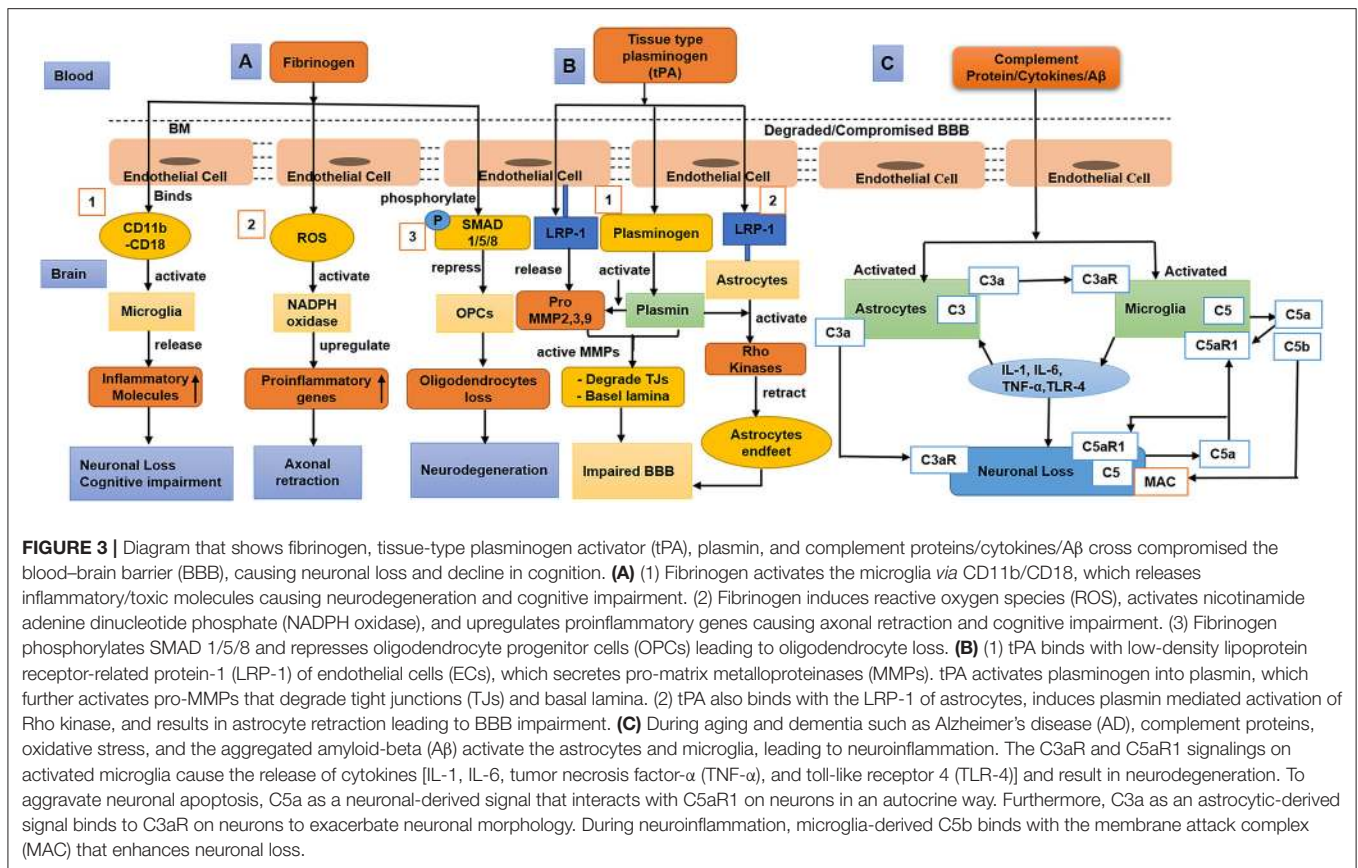 Blood
A
Fibrinogen
B
Tissue type
plasminogen
(tPA)
C
Complement
Protein/Cytokines/Aβ
BM
Degraded/Compromised BBB
Endothelial Cell
Endothelial Cell
Endothelial Cell
Endothelial Cell
Endothelial Cell
Endothelial Cell
Binds
1
CD11b
-CD18
activate
Brain
Microglia
release
Inflammatory
Molecules
Neuronal Loss
Cognitive impairment
2
ROS
activate
NADPH
oxidase
upregulate
Proinflammatory
genes
Axonal
retraction
phosphorylate
P
3
SMAD
1/5/8
repress
OPCs
Oligodendrocytes
loss
Neurodegeneration
LRP-1
release
Pro
MMP2,3,9
1
Plasminogen
activate
Plasmin
active MMPs
- Degrade TJs
- Basel lamina
Impaired BBB
2
LRP-1
Astrocytes
activate
Rho
Kinases
retract
Astrocytes
endfeet
Activated
Astrocytes
C3
C3a
C3aR
Activated
Microglia
C5
C5a
C5aR1
C5b
C3a
IL-1, IL-6,
TNF-α,TLR-4
C3aR
Neuronal Loss
C5aR1
C5
C5a
MAC
FIGURE 3 | Diagram that shows fibrinogen, tissue-type plasminogen activator (tPA), plasmin, and complement proteins/cytokines/Aβ cross compromised the
blood–brain barrier (BBB), causing neuronal loss and decline in cognition. (A) (1) Fibrinogen activates the microglia via CD11b/CD18, which releases
inflammatory/toxic molecules causing neurodegeneration and cognitive impairment. (2) Fibrinogen induces reactive oxygen species (ROS), activates nicotinamide
adenine dinucleotide phosphate (NADPH oxidase), and upregulates proinflammatory genes causing axonal retraction and cognitive impairment. (3) Fibrinogen
phosphorylates SMAD 1/5/8 and represses oligodendrocyte progenitor cells (OPCs) leading to oligodendrocyte loss. (B) (1) tPA binds with low-density lipoprotein
receptor-related protein-1 (LRP-1) of endothelial cells (ECs), which secretes pro-matrix metalloproteinases (MMPs). tPA activates plasminogen into plasmin, which
further activates pro-MMPs that degrade tight junctions (TJs) and basal lamina. (2) tPA also binds with the LRP-1 of astrocytes, induces plasmin mediated activation of
Rho kinase, and results in astrocyte retraction leading to BBB impairment. (C) During aging and dementia such as Alzheimer's disease (AD), complement proteins,
oxidative stress, and the aggregated amyloid-beta (Aβ) activate the astrocytes and microglia, leading to neuroinflammation. The C3aR and C5aR1 signalings on
activated microglia cause the release of cytokines [IL-1, IL-6, tumor necrosis factor-α (TNF-α), and toll-like receptor 4 (TLR-4)] and result in neurodegeneration. To
aggravate neuronal apoptosis, C5a as a neuronal-derived signal that interacts with C5aR1 on neurons in an autocrine way. Furthermore, C3a as an astrocytic-derived
signal binds to C3aR on neurons to exacerbate neuronal morphology. During neuroinflammation, microglia-derived C5b binds with the membrane attack complex
(MAC) that enhances neuronal loss.